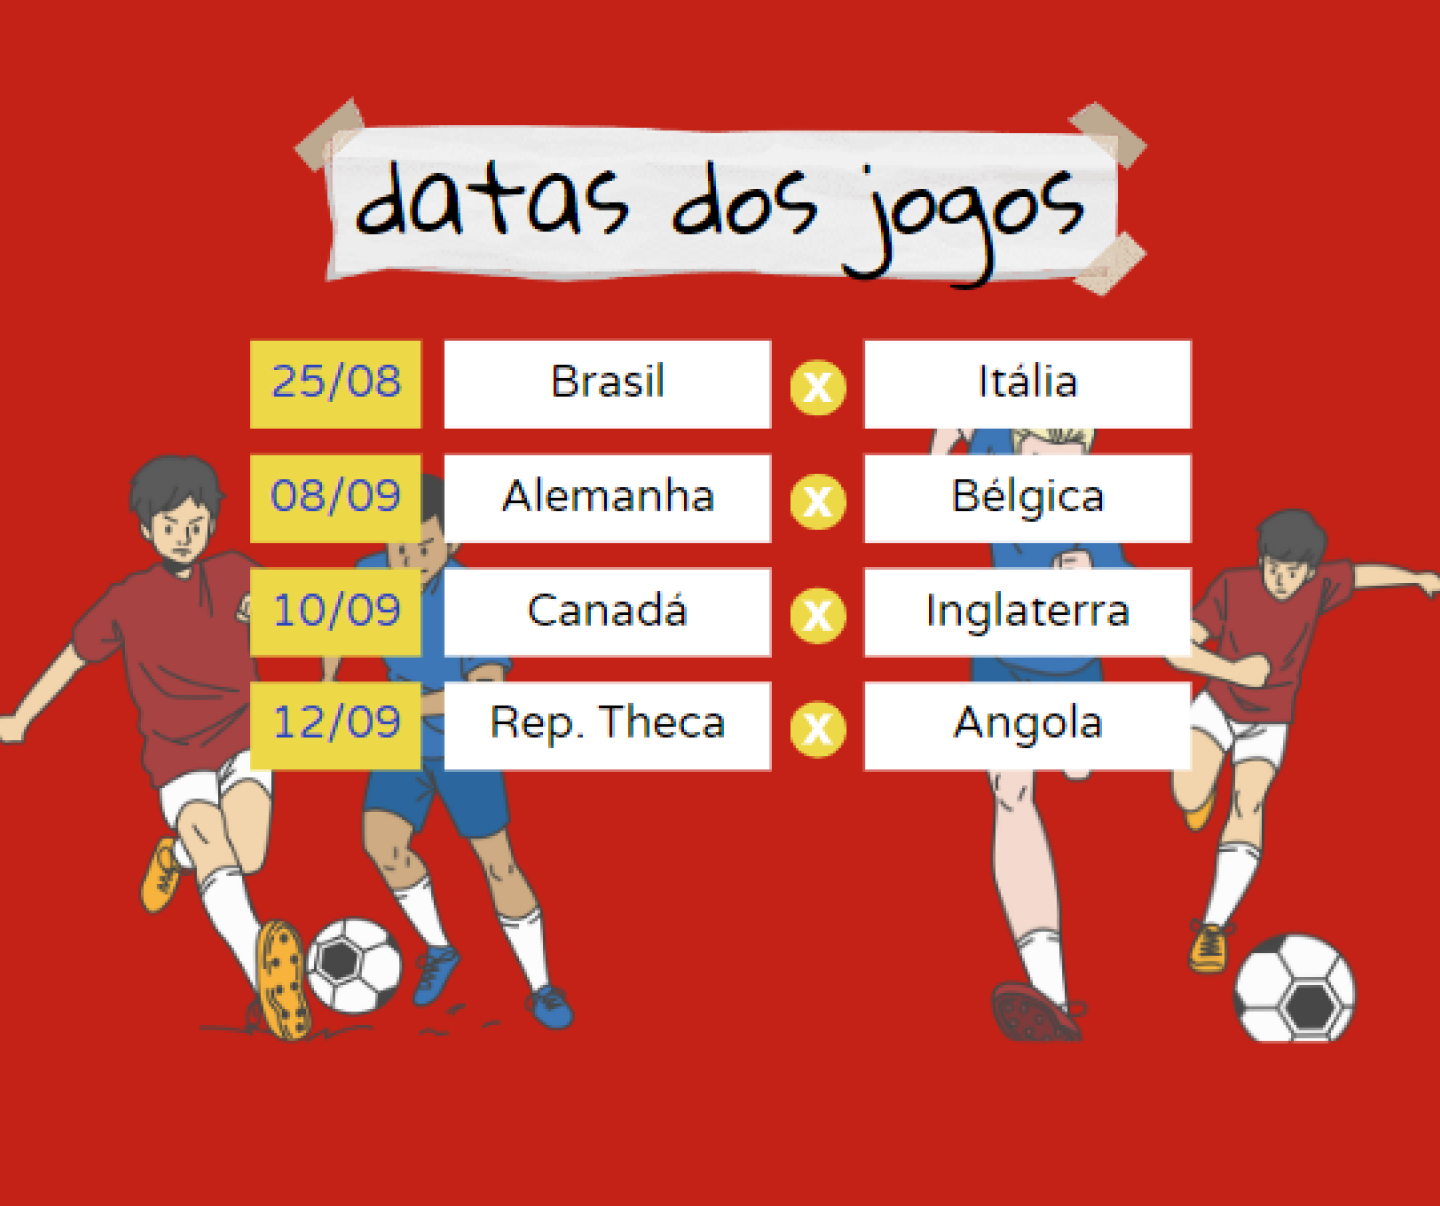 datas dos jogos
25/08 Brasil X Itália
08/09 Alemanha X Bélgica
10/09 Canadá X Inglaterra
12/09 Rep. Theca X Angola